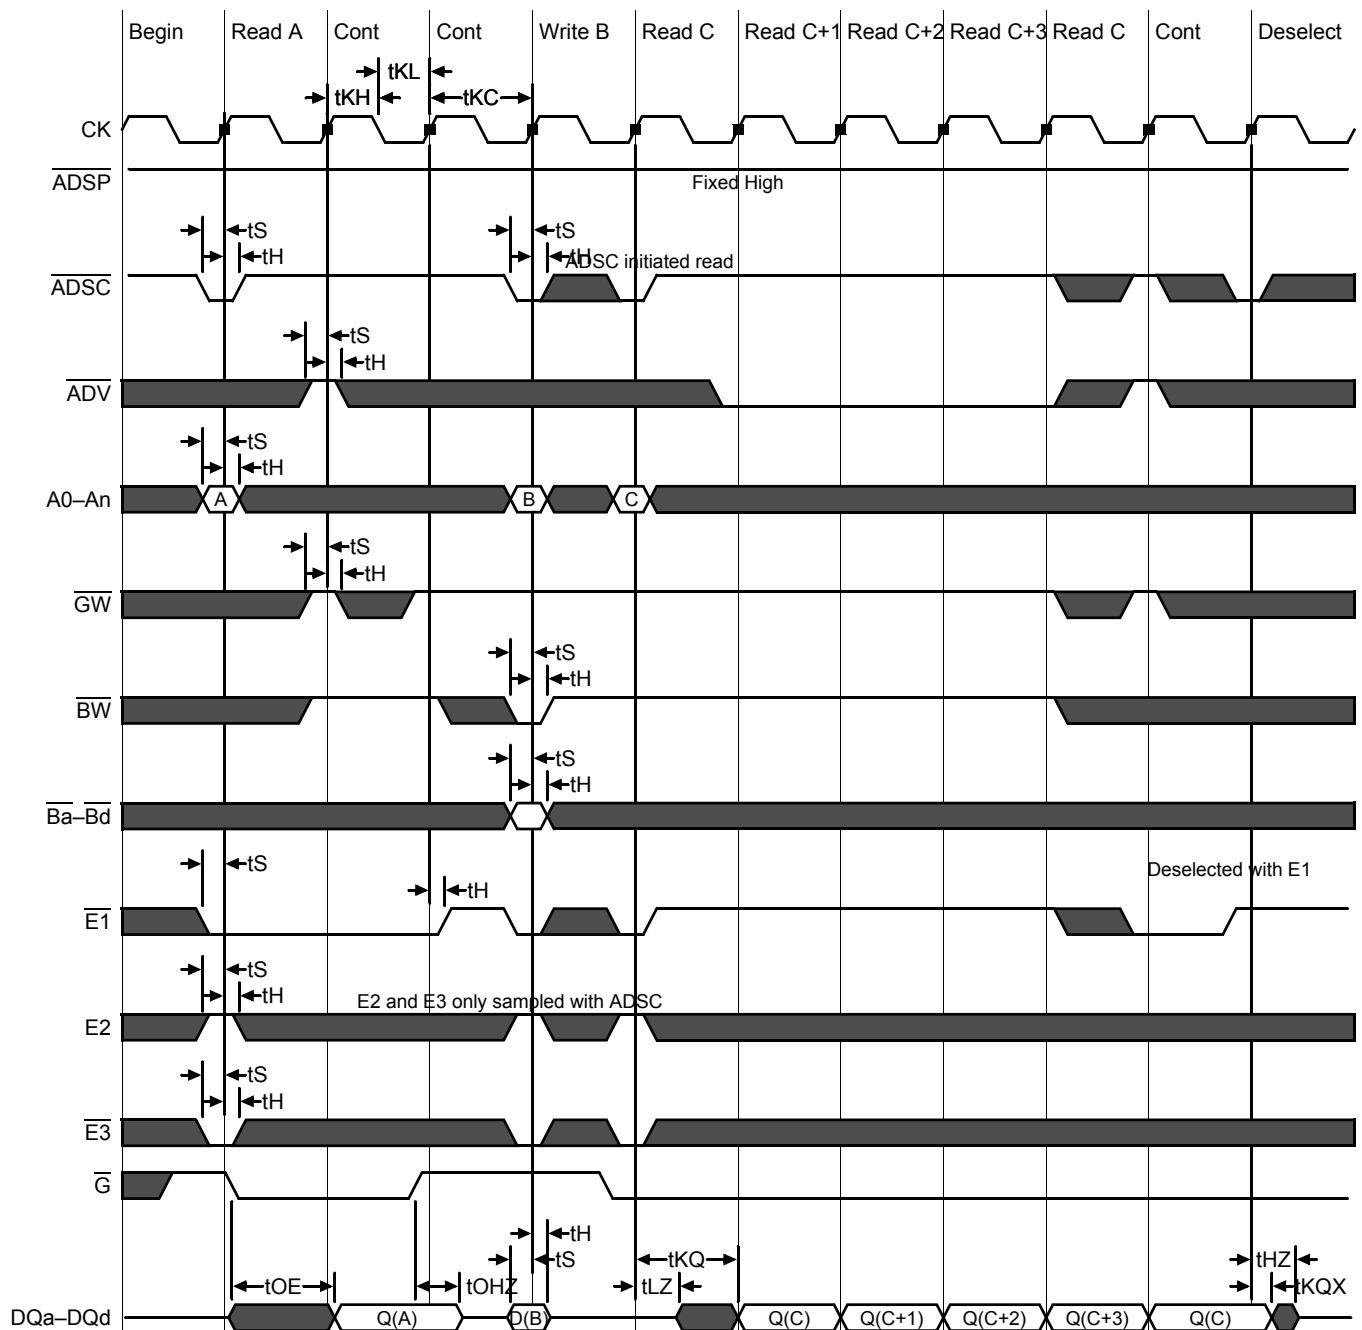 Begin Read A Cont Cont Write B Read C Read C+1 Read C+2 Read C+3 Read C Cont Deselect
tKL
tKH tKC
CK
ADSP
Fixed High
tS tS
tH tH
ADSC initiated read
ADSC
tS
tH
ADV
tS
tH
A0–An A B C
tS
tH
GW
tS
tH
BW
tS
tH
Ba–Bd
tS Deselected with E1
tH
E1
tS
tH
E2 and E3 only sampled with ADSC
E2
tS
tH
E3
G
tH
tS tKQ tHZ
tOE tOHZ tLZ tKQX
DQa–DQd Q(A) D(B) Q(C) Q(C+1) Q(C+2) Q(C+3) Q(C)